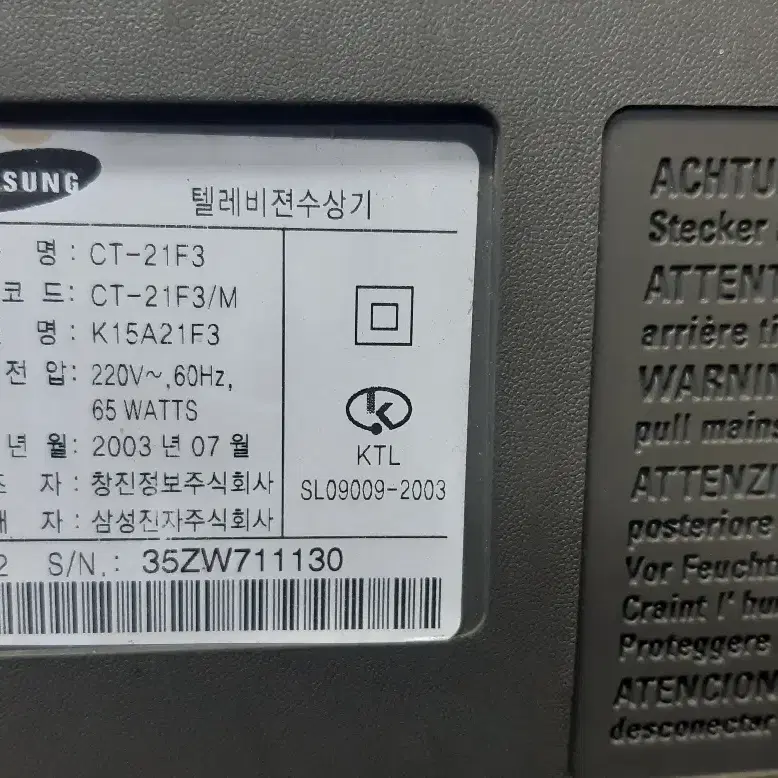 SUNG
텔레비젼수상기
명 : CT-21F3
코 드: CT-21F3/M
명 : K15A21F3
전 압: 220V~,60Hz,
65 WATTS
년 월: 2003 년 07 월
자 : 창진정보주식회사
자 : 삼성진자주식회사
KTL
SL09009-2003
2 S/N.: 35ZW711130
ACHTU
Stecker
ATTENT
arrière
WARNIN
pull mains
ATTENZI
posteriore
Vor Feucht
Craint l' hu
Proteggere
ATENCION
desconectar